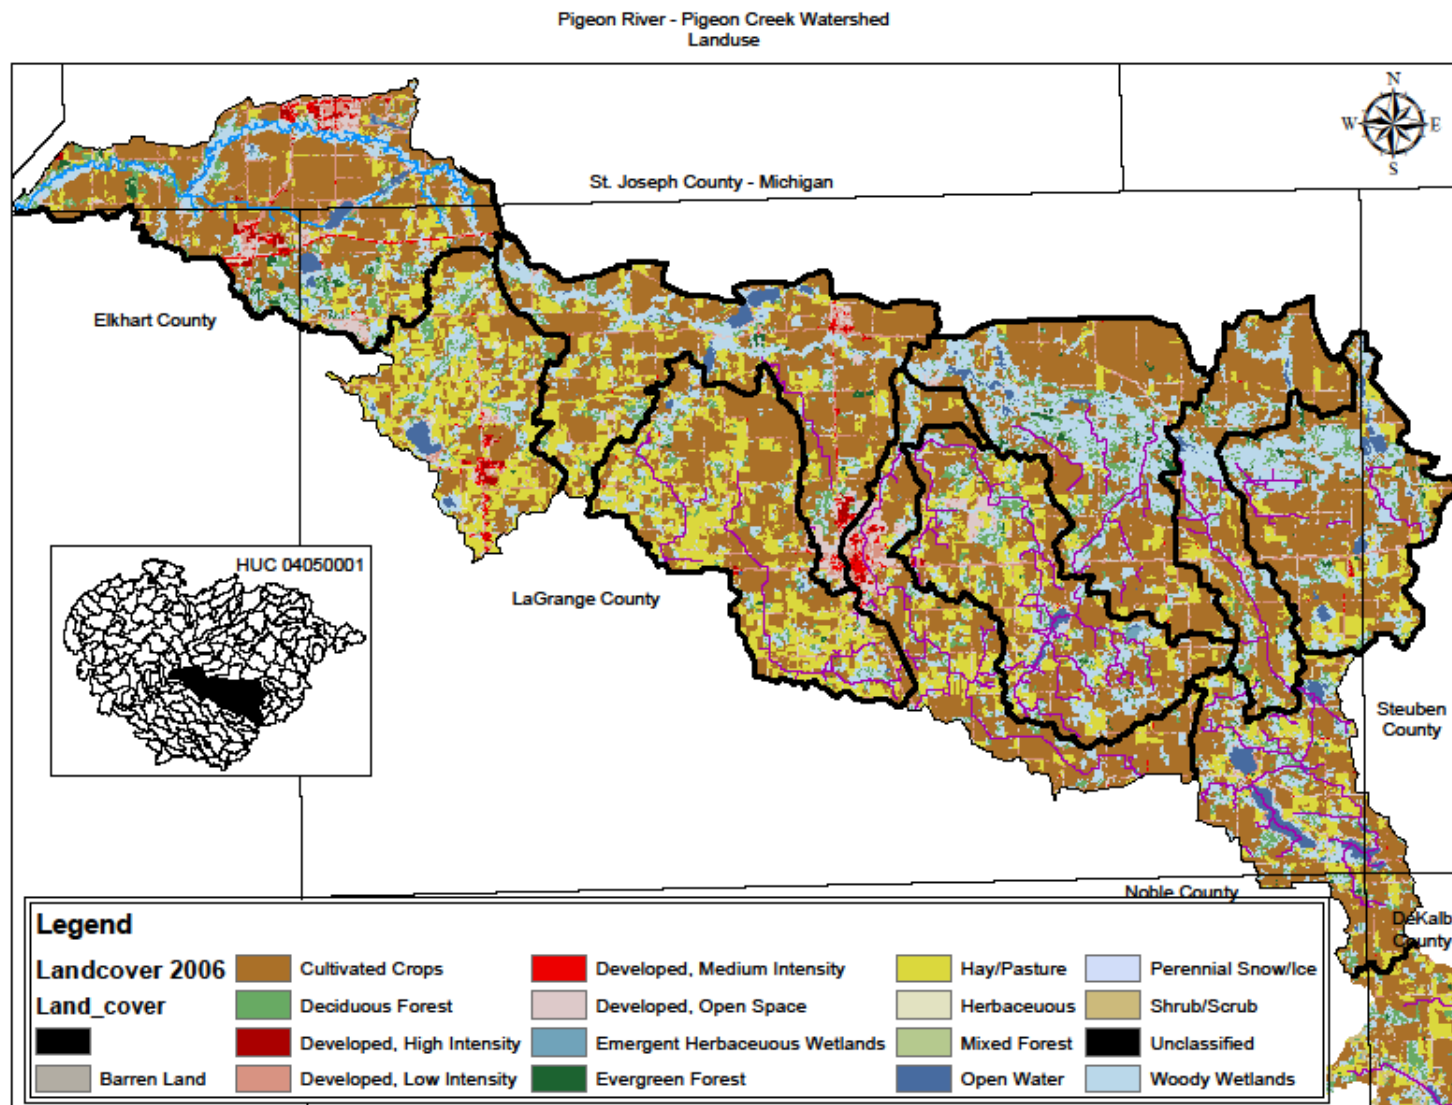 Pigeon River - Pigeon Creek Watershed
Landuse
N
W E
S
St. Joseph County - Michigan
Elkhart County
HUC 04050001
LaGrange County
Steuben
County
Noble County
DeKalb
County
Legend
Landcover 2006
Land_cover
Barren Land
Cultivated Crops
Deciduous Forest
Developed, High Intensity
Developed, Low Intensity
Developed, Medium Intensity
Developed, Open Space
Emergent Herbaceuous Wetlands
Evergreen Forest
Hay/Pasture
Herbaceuous
Mixed Forest
Open Water
Perennial Snow/Ice
Shrub/Scrub
Unclassified
Woody Wetlands